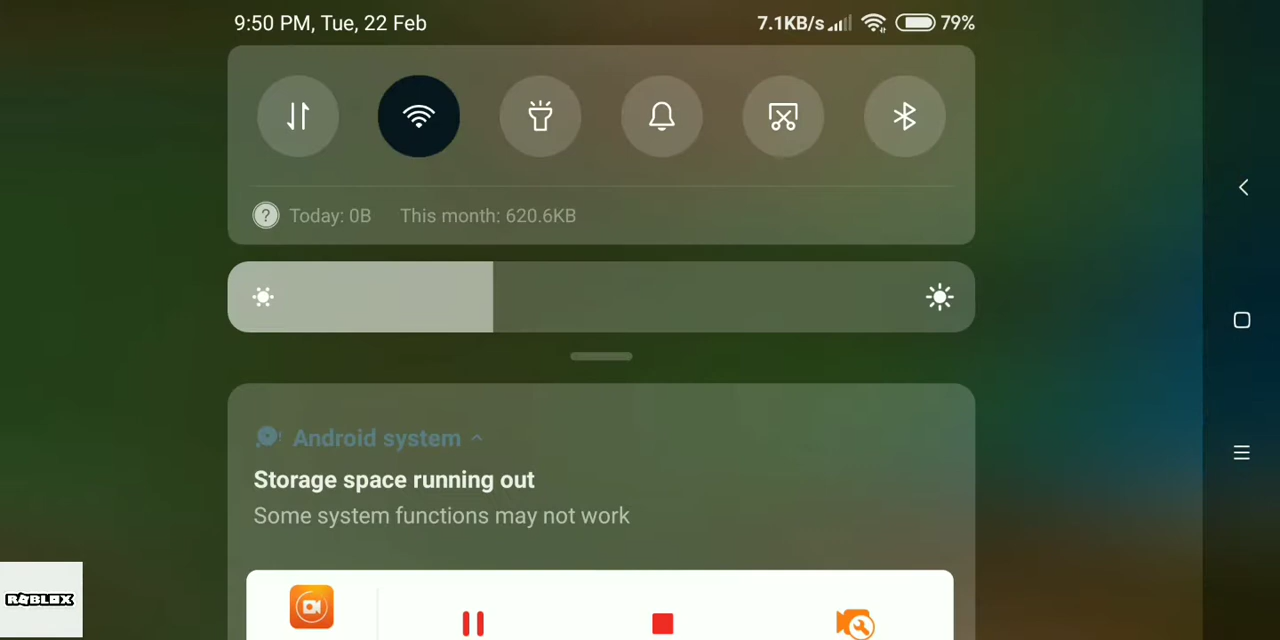 9:50 PM, Tue, 22 Feb
7.1KB/s 79%
? Today: 0B This month: 620.6KB
Android system
Storage space running out
Some system functions may not work
ROBLOX